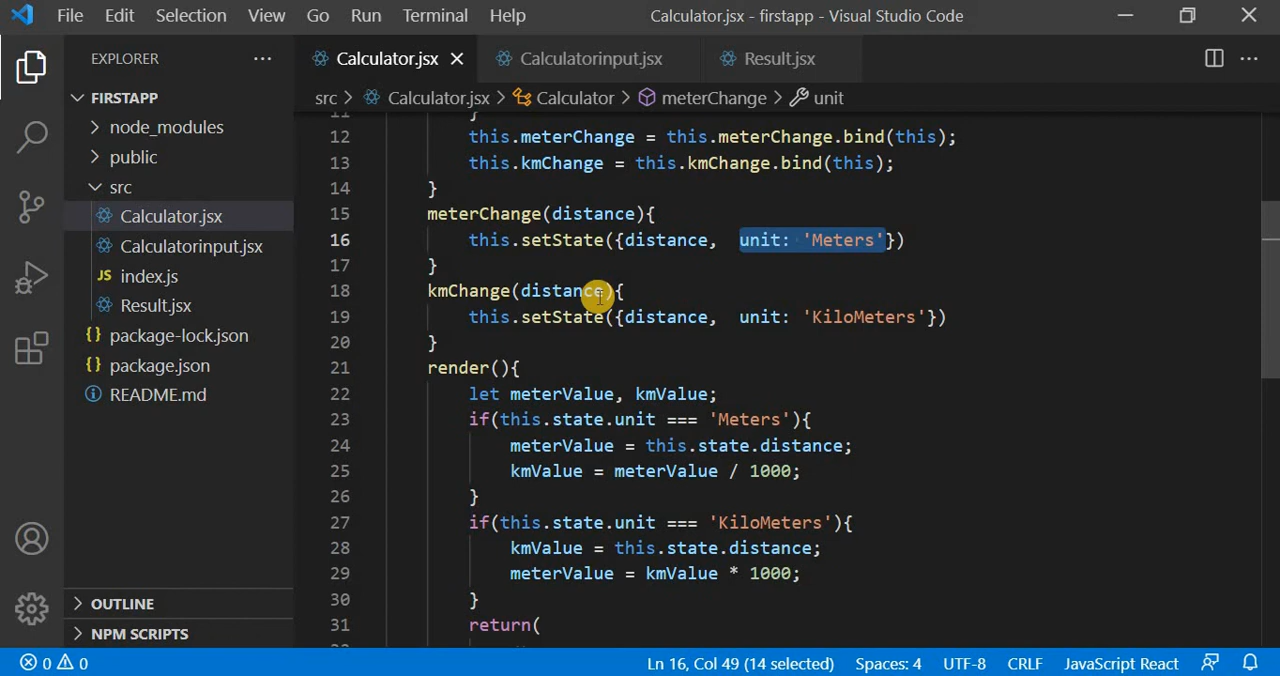 File Edit Selection View Go Run Terminal Help Calculator.jsx - firstapp - Visual Studio Code
EXPLORER ···
Calculator.jsx Calculatorinput.jsx Result.jsx
src > Calculator.jsx > Calculator > meterChange > unit
FIRSTAPP
node_modules
public
src
Calculator.jsx
Calculatorinput.jsx
JS index.js
Result.jsx
{} package-lock.json
{} package.json
README.md
OUTLINE
NPM SCRIPTS
11 }
12 this.meterChange = this.meterChange.bind(this);
13 this.kmChange = this.kmChange.bind(this);
14 }
15 meterChange(distance){
16 this.setState({distance, unit: 'Meters'})
17 }
18 kmChange(distance){
19 this.setState({distance, unit: 'KiloMeters'})
20 }
21 render(){
22 let meterValue, kmValue;
23 if(this.state.unit === 'Meters'){
24 meterValue = this.state.distance;
25 kmValue = meterValue / 1000;
26 }
27 if(this.state.unit === 'KiloMeters'){
28 kmValue = this.state.distance;
29 meterValue = kmValue * 1000;
30 }
31 return(
0 0 Ln 16, Col 49 (14 selected) Spaces: 4 UTF-8 CRLF JavaScript React